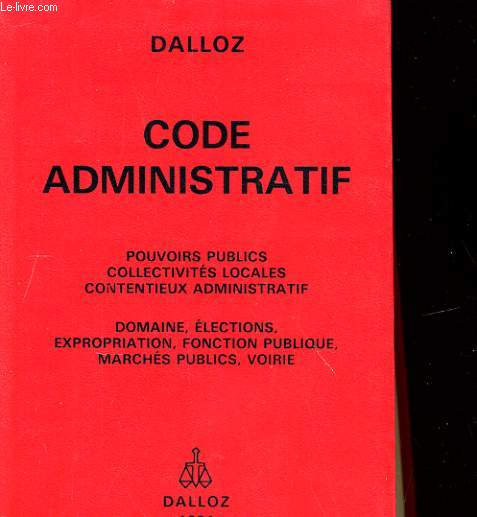 Le-livre.com
DALLOZ
CODE
ADMINISTRATIF
POUVOIRS PUBLICS
COLLECTIVITÉS LOCALES
CONTENTIEUX ADMINISTRATIF
DOMAINE, ÉLECTIONS,
EXPROPRIATION, FONCTION PUBLIQUE,
MARCHÉS PUBLICS, VOIRIE
DALLOZ